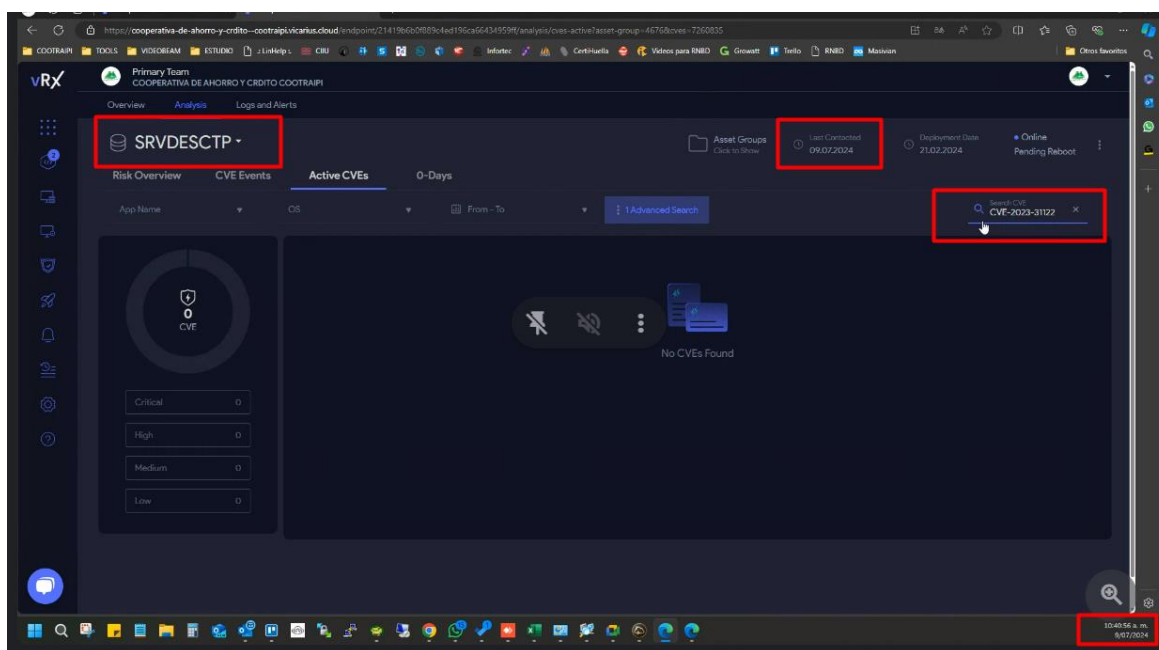 https://cooperativa-de-ahorro-y-crdito--cootraipi.vicarius.cloud/endpoint/21419b6b0f889c4ed196ca66434959ff/analysis/cves-active?asset-group=4676&cves=7260835
COOTRAIPI TOOLS VIDEOBEAM ESTUDIO CIIU Infortec CertiHuella Videos para RNBD Growatt Trello RNBD Masivian Otros favoritos
vRX
Primary Team
COOPERATIVA DE AHORRO Y CRDITO COOTRAIPI
Overview Analysis Logs and Alerts
SRVDESCTP
Asset Groups
Click to Show
Last Contacted
09.07.2024
Deployment Date
21.02.2024
Online
Pending Reboot
Risk Overview CVE Events Active CVEs 0-Days
App Name OS From - To 1 Advanced Search
Search CVE
CVE-2023-31122
0
CVE
No CVEs Found
Critical 0
High 0
Medium 0
Low 0
10:40:56 a. m.
9/07/2024